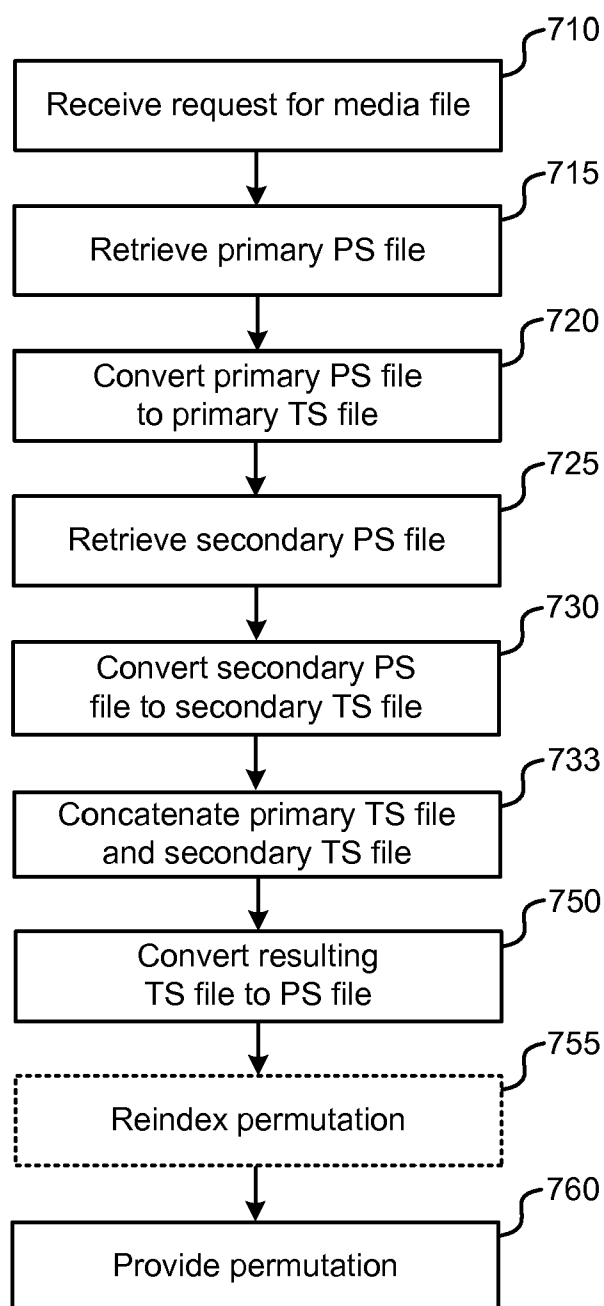 710
Receive request for media file
715
Retrieve primary PS file
720
Convert primary PS file
to primary TS file
725
Retrieve secondary PS file
730
Convert secondary PS
file to secondary TS file
733
Concatenate primary TS file
and secondary TS file
750
Convert resulting
TS file to PS file
755
Reindex permutation
760
Provide permutation